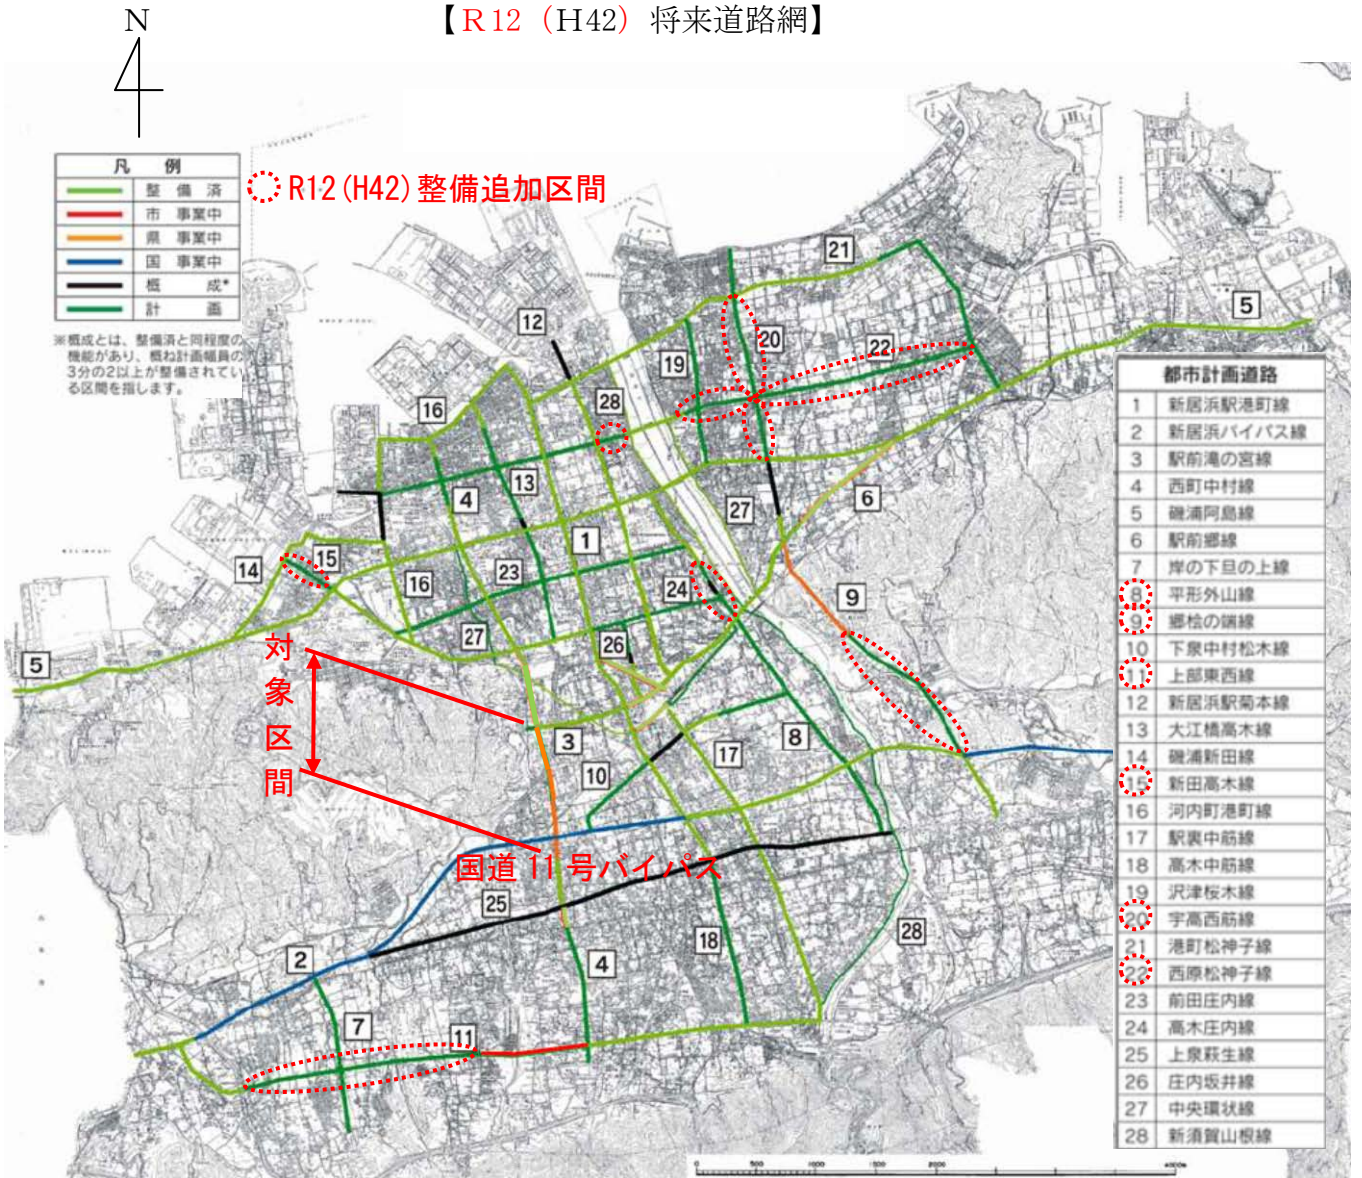 【R12（H42）将来道路網】
N
凡 例
整 備 済
市 事業中
県 事業中
国 事業中
概 成*
計 画
※概成とは、整備済と同程度の
機能があり、概ね計画幅員の
3分の2以上が整備されてい
る区間を指します。
R12(H42)整備追加区間
21
5
12
20
19
22
28
16
4
13
6
27
1
14
15
16
23
24
9
27
26
5
対象区間
3
8
17
10
国道11号バイパス
25
28
18
2
4
7
11
都市計画道路
1 新居浜駅港町線
2 新居浜バイパス線
3 駅前滝の宮線
4 西町中村線
5 磯浦阿島線
6 駅前郷線
7 岸の下旦の上線
8 平形外山線
9 郷桧の端線
10 下泉中村松木線
11 上部東西線
12 新居浜駅菊本線
13 大江橋高木線
14 磯浦新田線
15 新田高木線
16 河内町港町線
17 駅裏中筋線
18 高木中筋線
19 沢津桜木線
20 宇高西筋線
21 港町松神子線
22 西原松神子線
23 前田庄内線
24 高木庄内線
25 上泉萩生線
26 庄内坂井線
27 中央環状線
28 新須賀山根線
0 500 1000 1500 2000 4000m